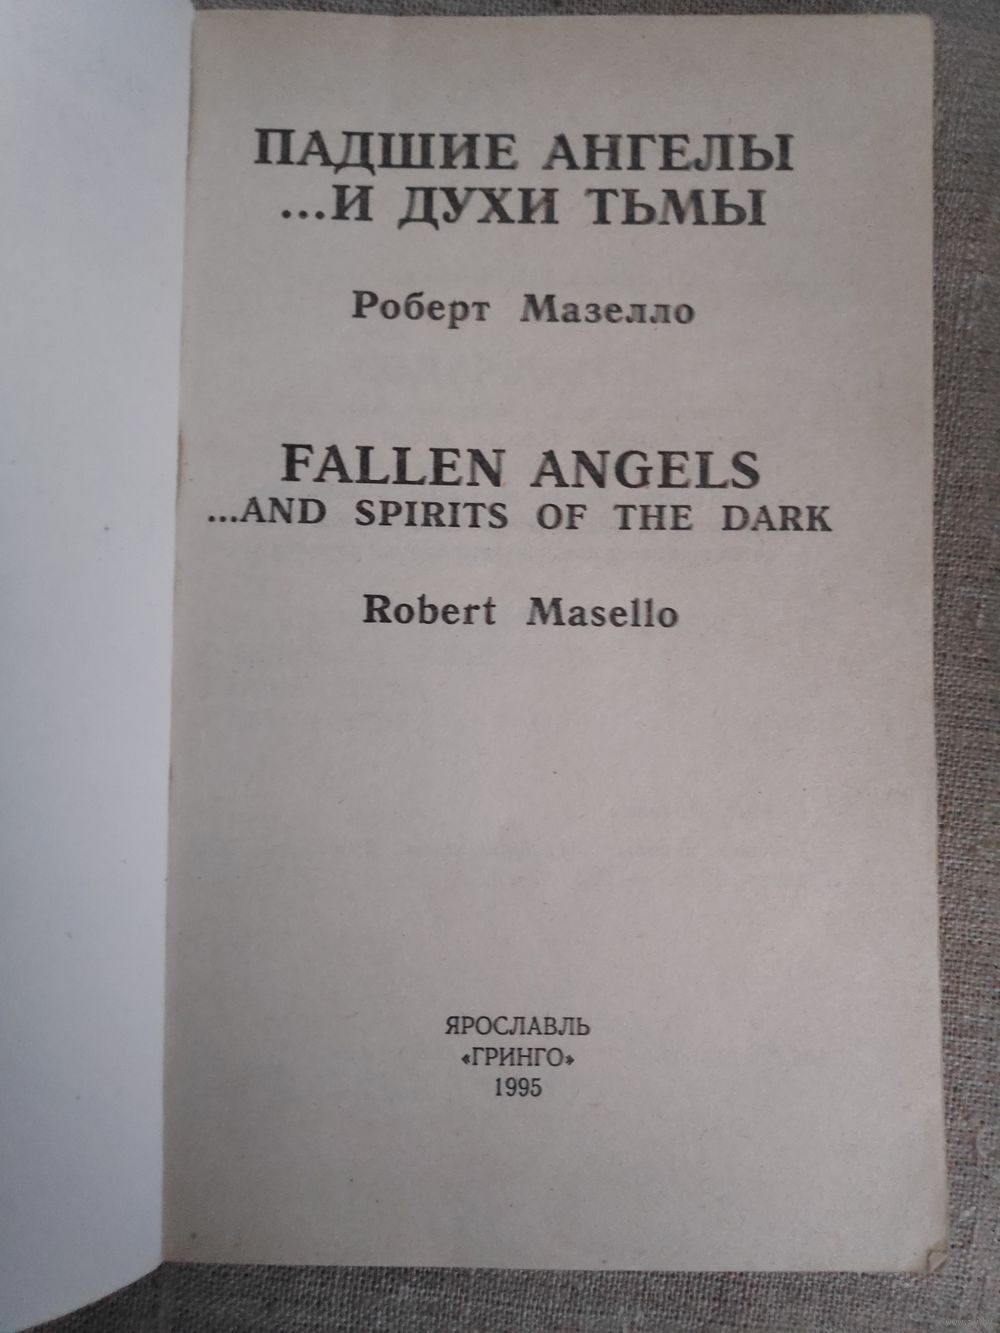 ПАДШИЕ АНГЕЛЫ
...И ДУХИ ТЬМЫ
Роберт Мазелло
FALLEN ANGELS
...AND SPIRITS OF THE DARK
Robert Masello
ЯРОСЛАВЛЬ
«ГРИНГО»
1995